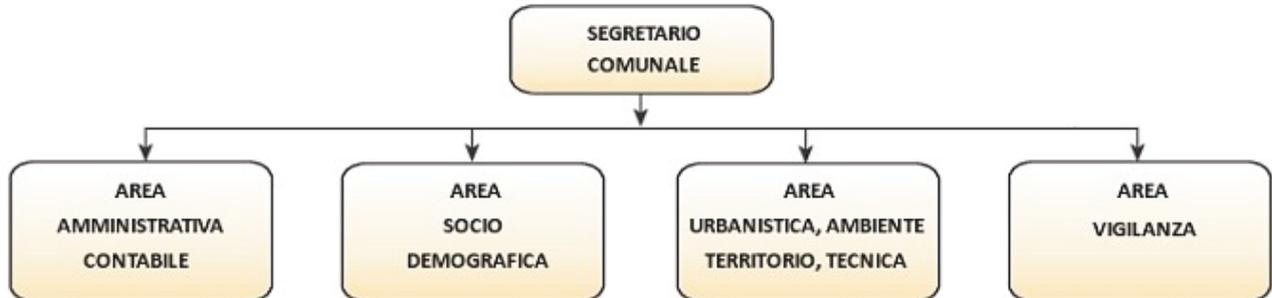 SEGRETARIO
COMUNALE
AREA
AMMINISTRATIVA
CONTABILE
AREA
SOCIO
DEMOGRAFICA
AREA
URBANISTICA, AMBIENTE
TERRITORIO, TECNICA
AREA
VIGILANZA